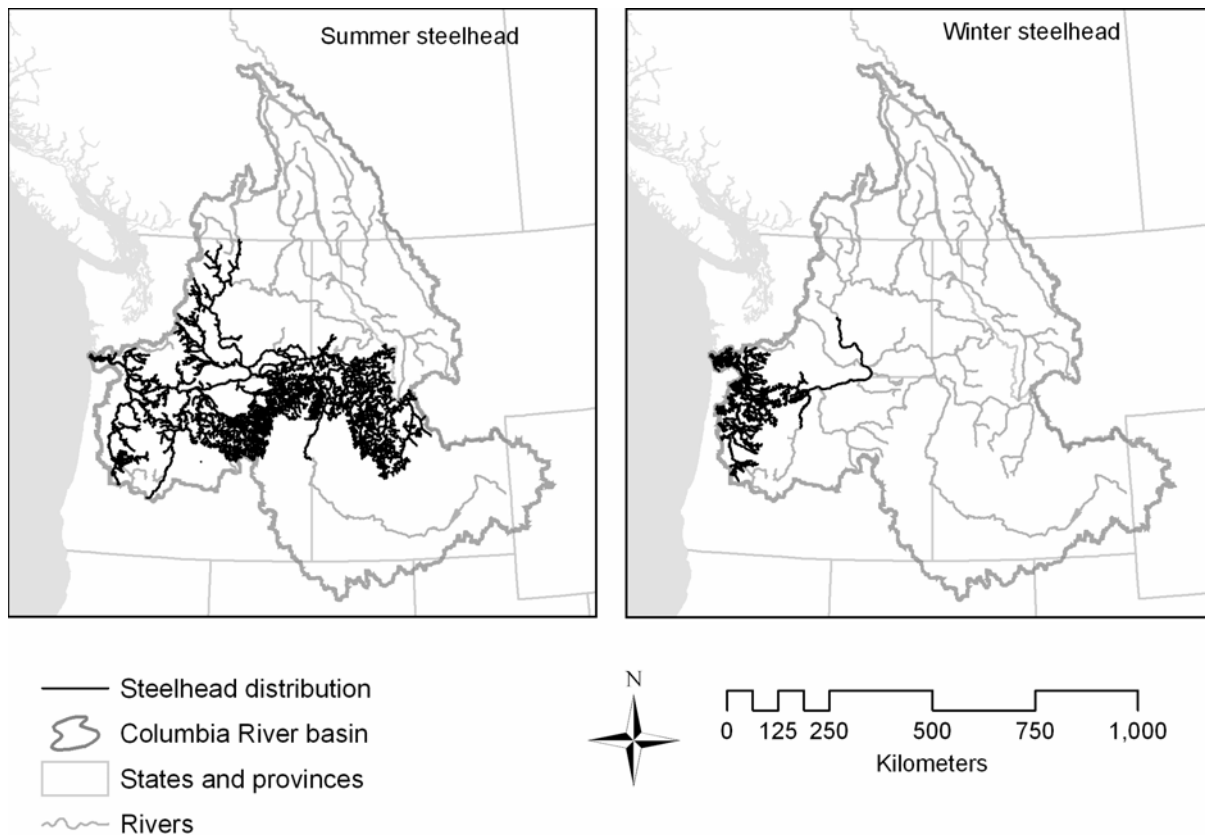 Summer steelhead
Winter steelhead
Steelhead distribution
Columbia River basin
States and provinces
Rivers
N
0 125 250 500 750 1,000
Kilometers